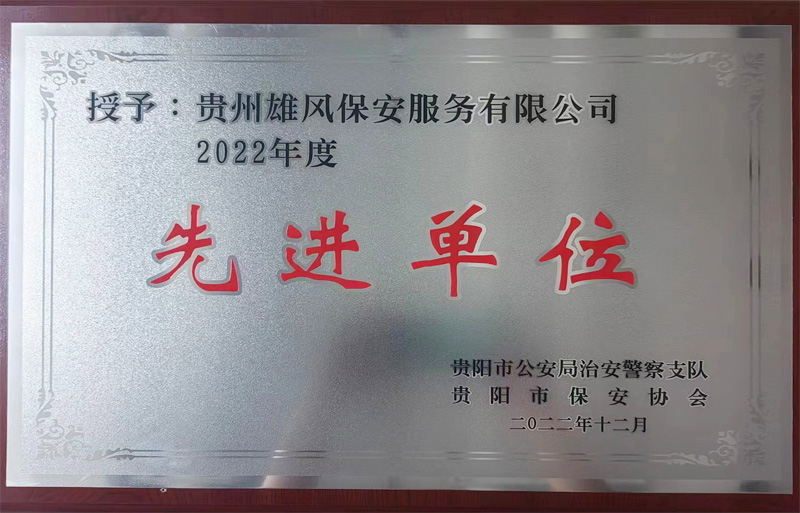 授予：贵州雄风保安服务有限公司
2022年度
先进单位
贵阳市公安局治安警察支队
贵阳市保安协会
二0二二年十二月